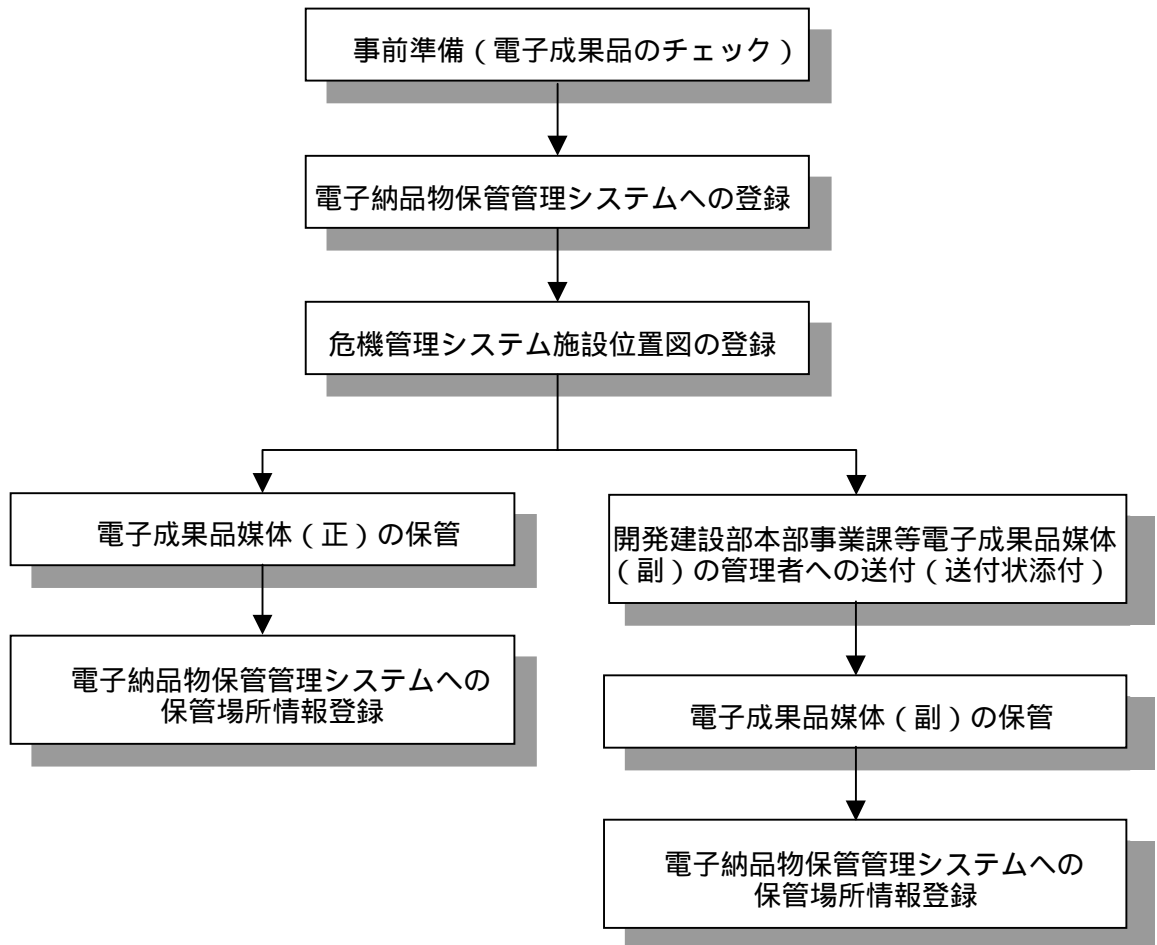 事前準備（電子成果品のチェック）
電子納品物保管管理システムへの登録
危機管理システム施設位置図の登録
電子成果品媒体（正）の保管
電子納品物保管管理システムへの
保管場所情報登録
開発建設部本部事業課等電子成果品媒体
（副）の管理者への送付（送付状添付）
電子成果品媒体（副）の保管
電子納品物保管管理システムへの
保管場所情報登録